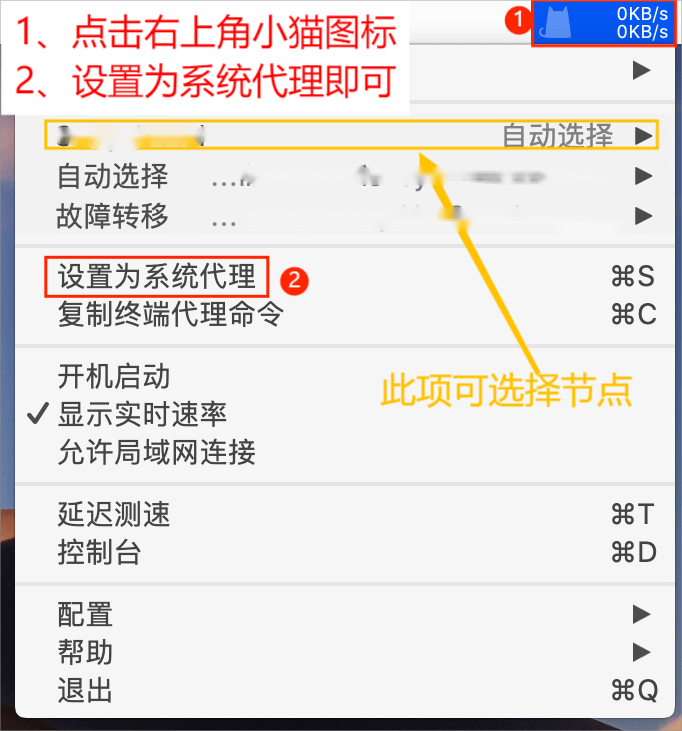 1、点击右上角小猫图标
2、设置为系统代理即可
1
0KB/s
0KB/s
自动选择
自动选择 ...
故障转移 ...
设置为系统代理 2 ⌘S
复制终端代理命令 ⌘C
开机启动
此项可选择节点
显示实时速率
允许局域网连接
延迟测速 ⌘T
控制台 ⌘D
配置
帮助
退出 ⌘Q